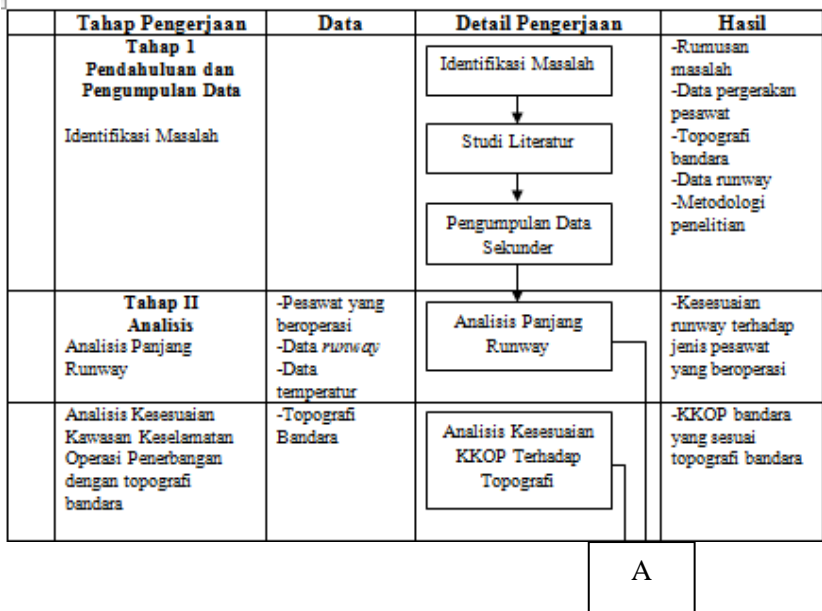 Tahap Pengerjaan
Data
Detail Pengerjaan
Hasil
Tahap 1
Pendahuluan dan
Pengumpulan Data
Identifikasi Masalah
Identifikasi Masalah
Studi Literatur
Pengumpulan Data
Sekunder
-Rumusan
masalah
-Data pergerakan
pesawat
-Topografi
bandara
-Data runway
-Metodologi
penelitian
Tahap II
Analisis
Analisis Panjang
Runway
-Pesawat yang
beroperasi
-Data runway
-Data
temperatur
Analisis Panjang
Runway
-Kesesuaian
runway terhadap
jenis pesawat
yang beroperasi
Analisis Kesesuaian
Kawasan Keselamatan
Operasi Penerbangan
dengan topografi
bandara
-Topografi
Bandara
Analisis Kesesuaian
KKOP Terhadap
Topografi
-KKOP bandara
yang sesuai
topografi bandara
A